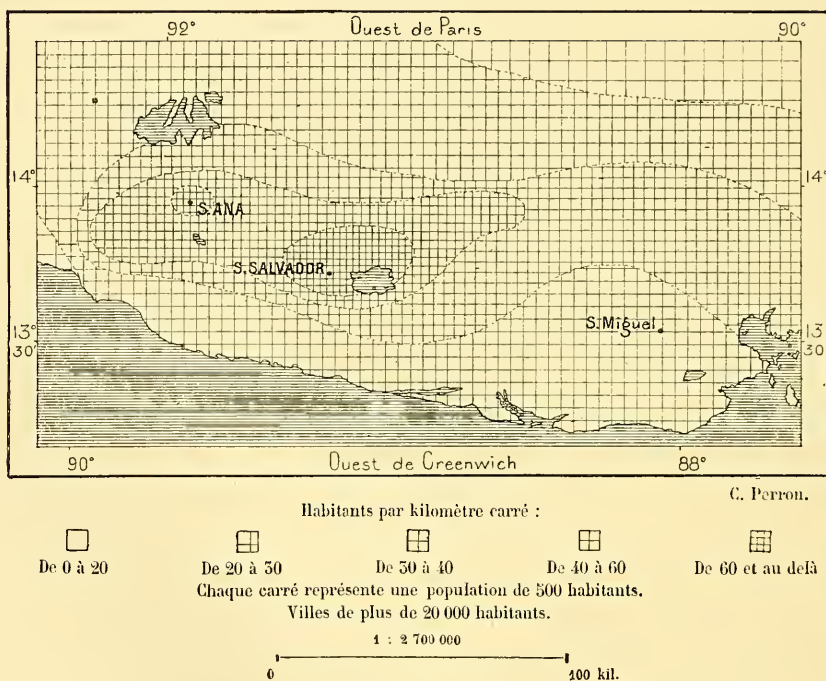 92° Ouest de Paris 90°
14° 14°
S. ANA
S. SALVADOR
S. Miguel
13° 30 13° 30
90° Ouest de Greenwich 88°
C. Perron.
Habitants par kilomètre carré :
De 0 à 20 De 20 à 30 De 30 à 40 De 40 à 60 De 60 et au delà
Chaque carré représente une population de 500 habitants.
Villes de plus de 20 000 habitants.
1 : 2 700 000
0 100 kil.